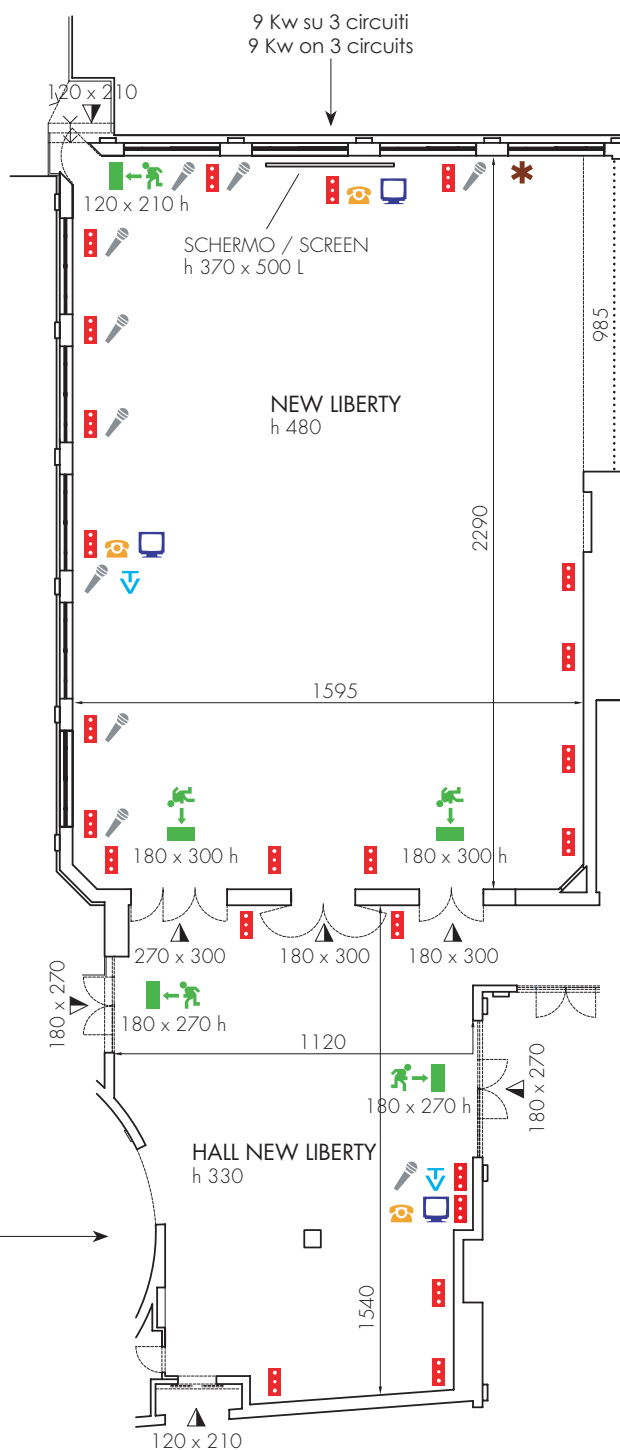 9 Kw su 3 circuiti
9 Kw on 3 circuits
120 x 210
120 x 210 h
SCHERMO / SCREEN
h 370 x 500 L
985
NEW LIBERTY
h 480
2290
TV
1595
180 x 300 h
180 x 300 h
270 x 300
180 x 300
180 x 300
180 x 270
180 x 270 h
1120
180 x 270 h
180 x 270
HALL NEW LIBERTY
h 330
TV
1540
120 x 210